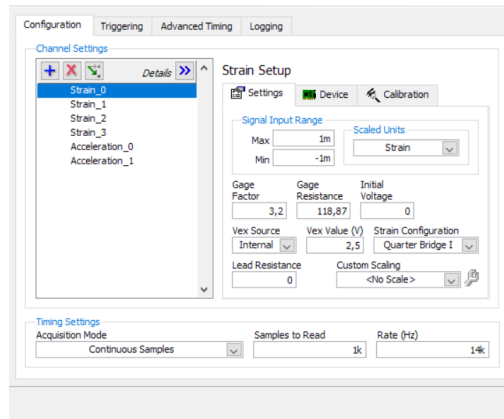 Configuration Triggering Advanced Timing Logging
Channel Settings
Details
Strain_0
Strain_1
Strain_2
Strain_3
Acceleration_0
Acceleration_1
Strain Setup
Settings Device Calibration
Signal Input Range
Max 1m
Min -1m
Scaled Units
Strain
Gage Factor
3,2
Gage Resistance
118,87
Initial Voltage
0
Vex Source
Internal
Vex Value (V)
2,5
Strain Configuration
Quarter Bridge I
Lead Resistance
0
Custom Scaling
<No Scale>
Timing Settings
Acquisition Mode
Continuous Samples
Samples to Read
1k
Rate (Hz)
14k